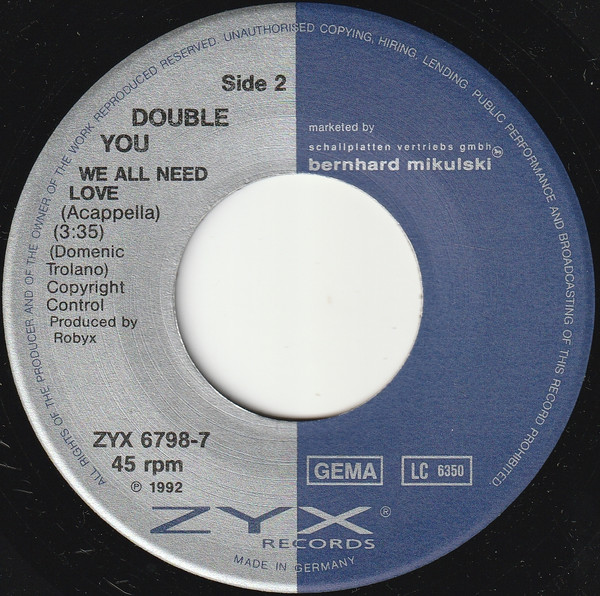 ALL RIGHTS OF THE PRODUCER AND OF THE OWNER OF THE WORK REPRODUCED RESERVED. UNAUTHORISED COPYING, HIRING, LENDING, PUBLIC PERFORMANCE AND BROADCASTING OF THIS RECORD PROHIBITED.
Side 2
DOUBLE
YOU
WE ALL NEED
LOVE
(Acappella)
(3:35)
(Domenic
Trolano)
Copyright
Control
Produced by
Robyx
marketed by
schallplatten vertriebs gmbh
bernhard mikulski
ZYX 6798-7
45 rpm
℗ 1992
GEMA
LC 6350
ZYX®
RECORDS
MADE IN GERMANY